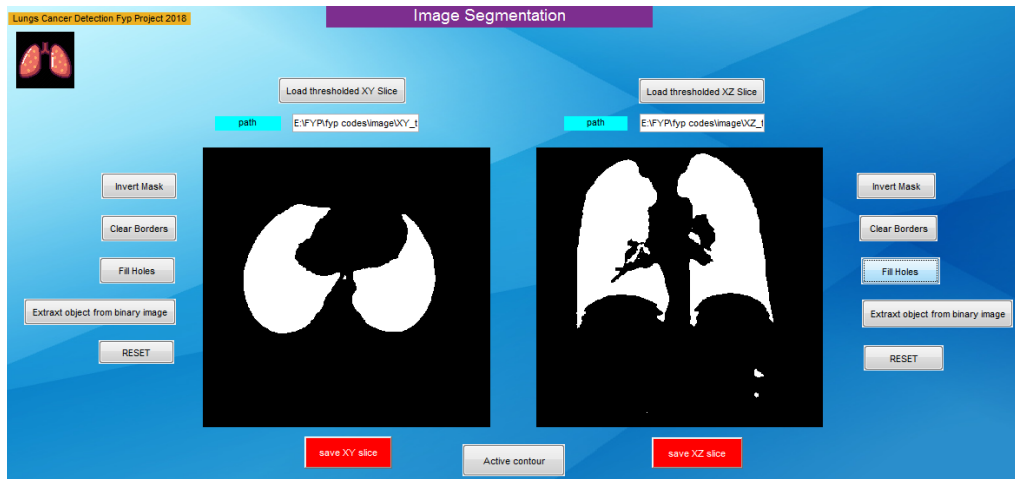 Lungs Cancer Detection Fyp Project 2018
Image Segmentation
Load thresholded XY Slice
Load thresholded XZ Slice
path
E:\FYP\fyp codes\image\XY_t
path
E:\FYP\fyp codes\image\XZ_t
Invert Mask
Invert Mask
Clear Borders
Clear Borders
Fill Holes
Fill Holes
Extraxt object from binary image
Extraxt object from binary image
RESET
RESET
save XY slice
Active contour
save XZ slice